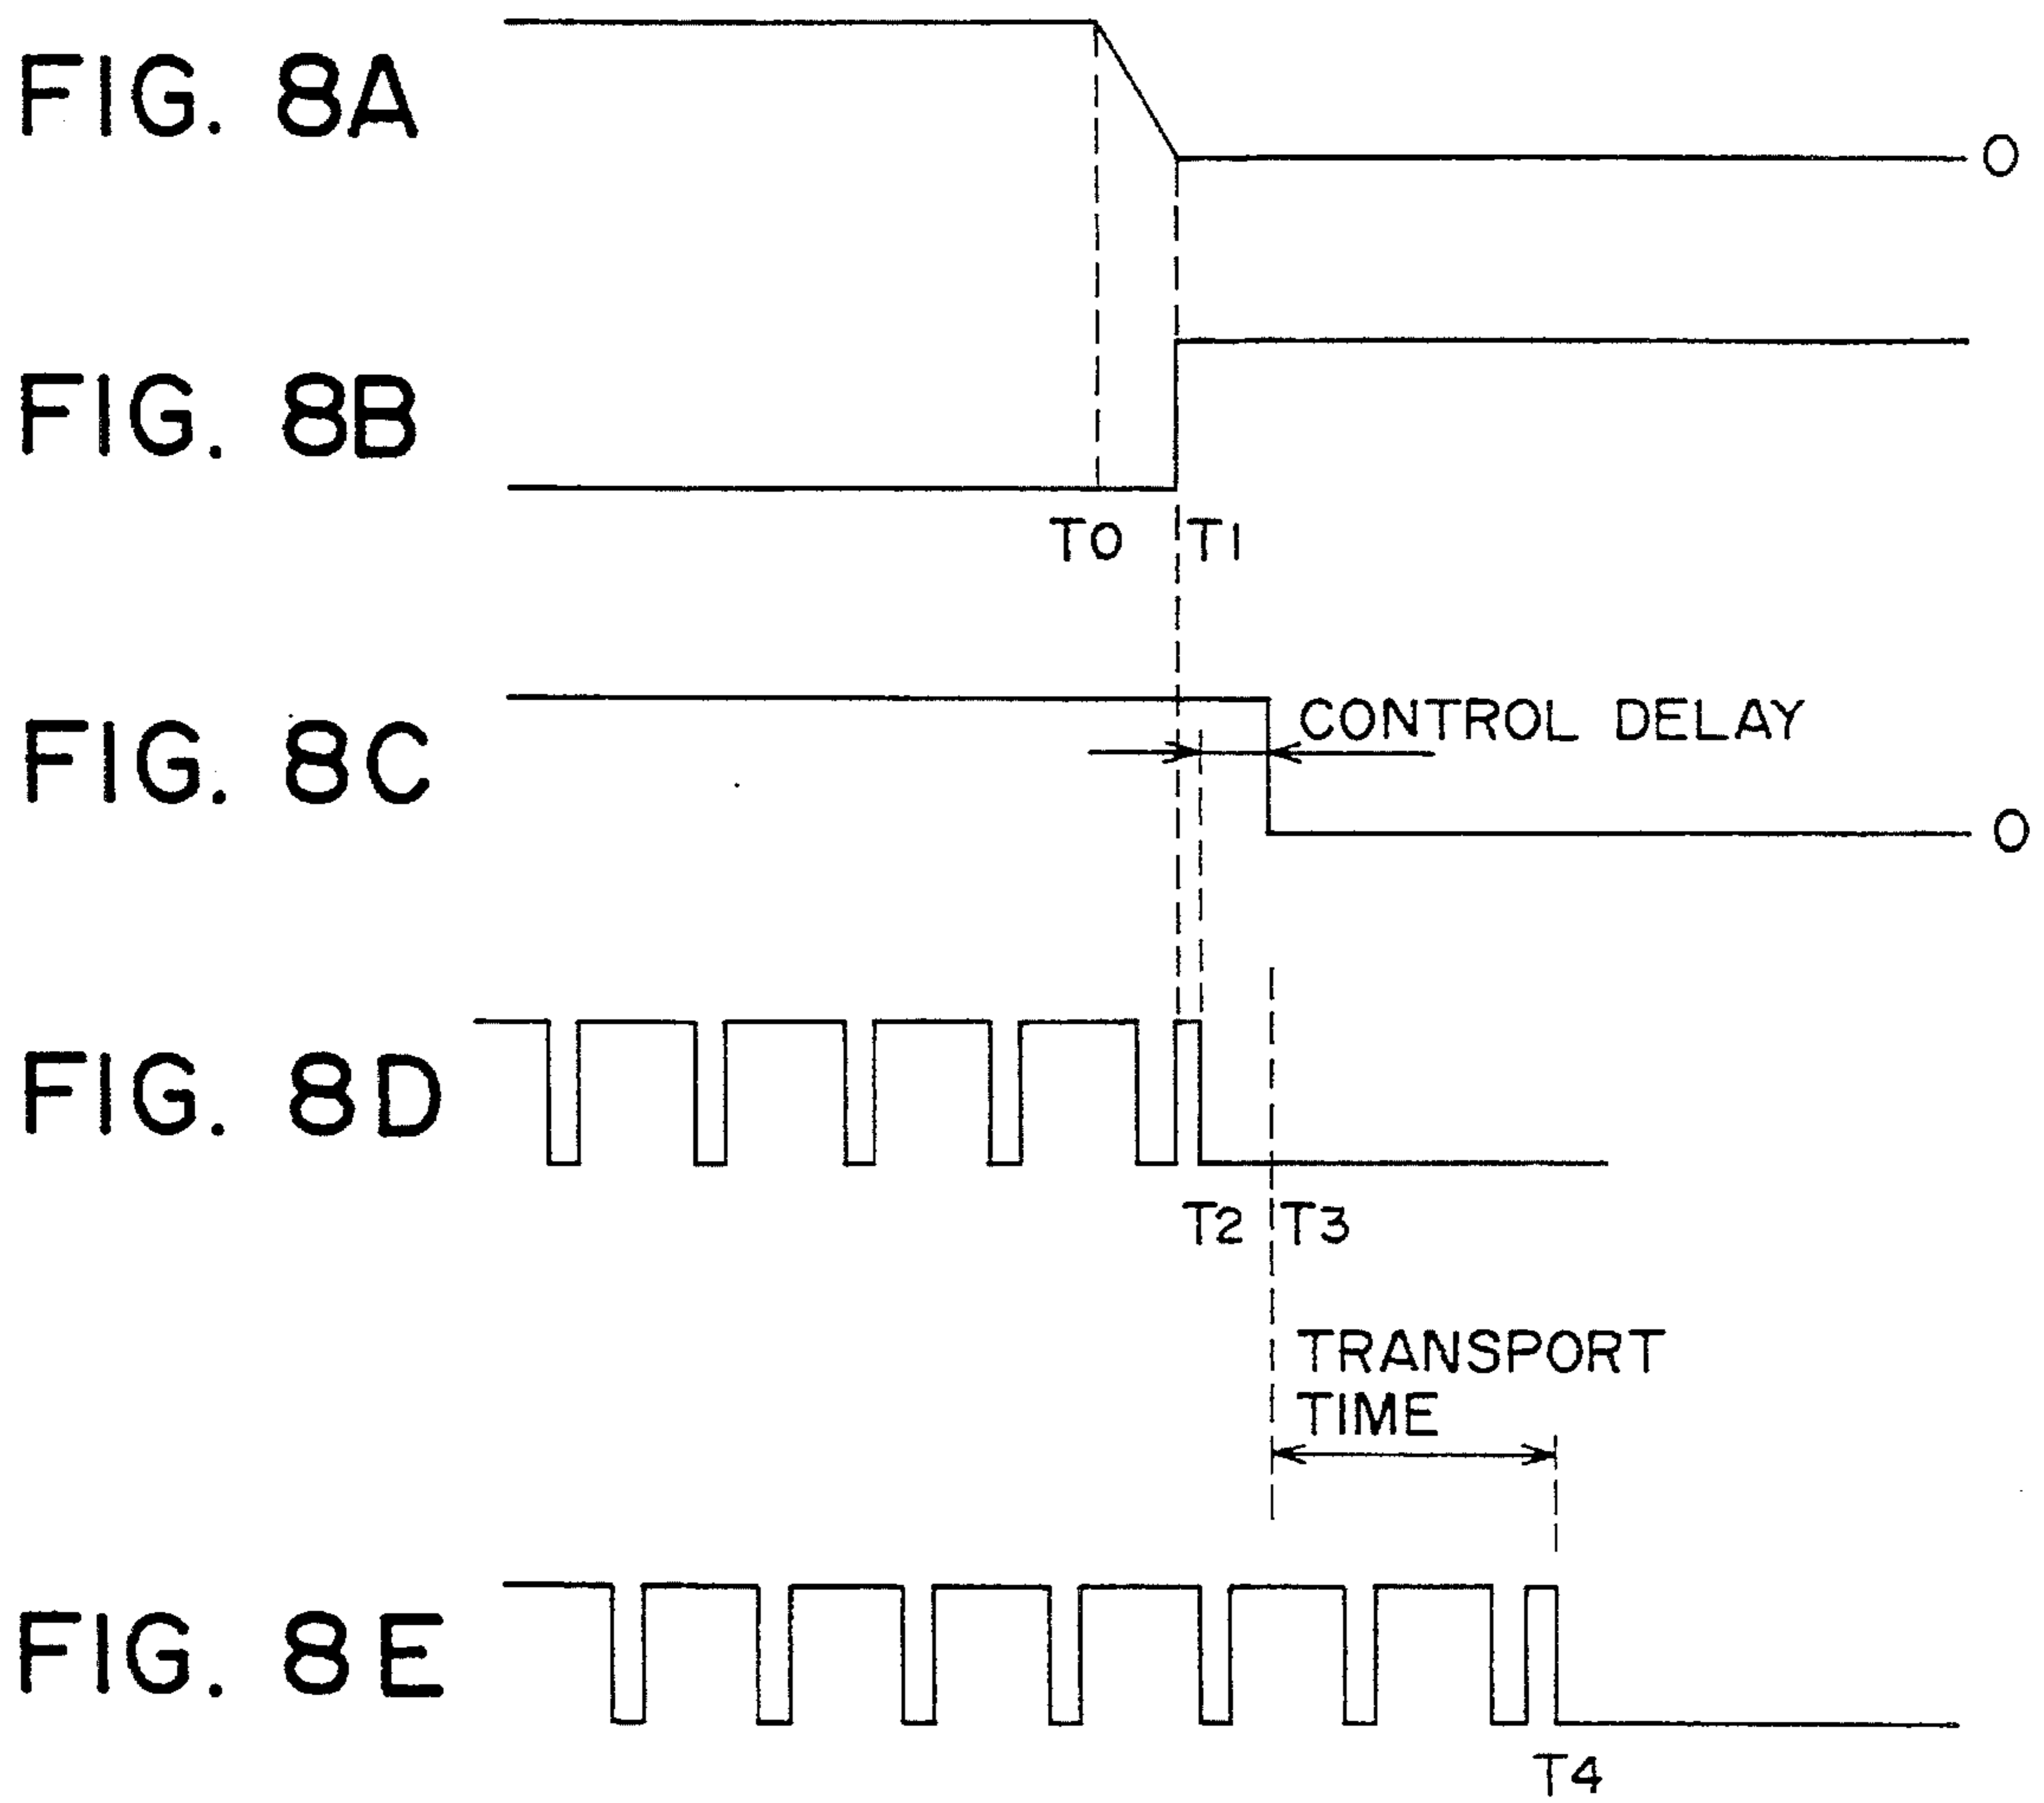 FIG. 8A
O
FIG. 8B
T0 T1
FIG. 8C
CONTROL DELAY
O
FIG. 8D
T2 T3
TRANSPORT
TIME
FIG. 8E
T4